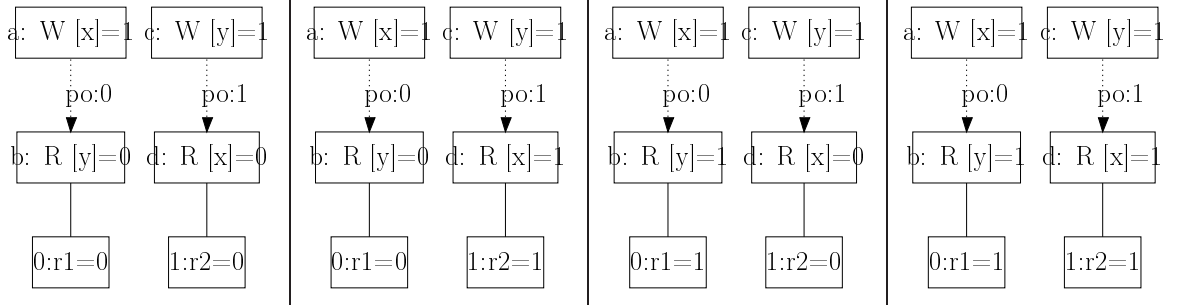 a: W [x]=1 c: W [y]=1 a: W [x]=1 c: W [y]=1 a: W [x]=1 c: W [y]=1 a: W [x]=1 c: W [y]=1
po:0 po:1 po:0 po:1 po:0 po:1 po:0 po:1
b: R [y]=0 d: R [x]=0 b: R [y]=0 d: R [x]=1 b: R [y]=1 d: R [x]=0 b: R [y]=1 d: R [x]=1
0:r1=0 1:r2=0 0:r1=0 1:r2=1 0:r1=1 1:r2=0 0:r1=1 1:r2=1